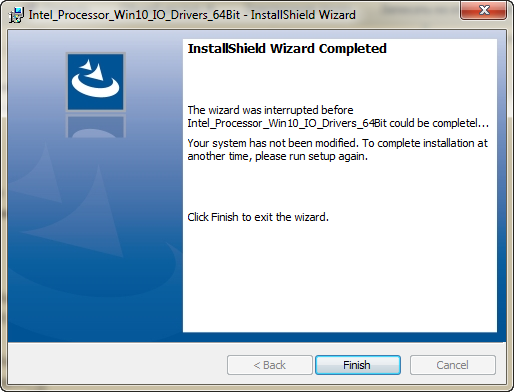 Intel_Processor_Win10_IO_Drivers_64Bit - InstallShield Wizard
InstallShield Wizard Completed
The wizard was interrupted before
Intel_Processor_Win10_IO_Drivers_64Bit could be completel...
Your system has not been modified. To complete installation at
another time, please run setup again.
Click Finish to exit the wizard.
< Back
Finish
Cancel